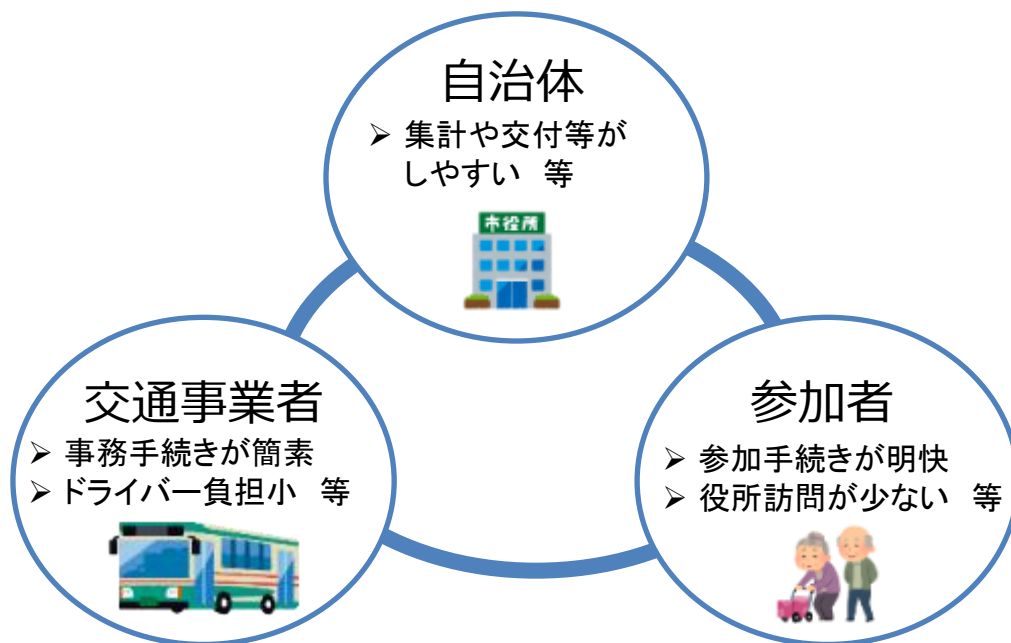 自治体
➢ 集計や交付等が
しやすい 等
市役所
交通事業者
➢ 事務手続きが簡素
➢ ドライバー負担小 等
参加者
➢ 参加手続きが明快
➢ 役所訪問が少ない 等